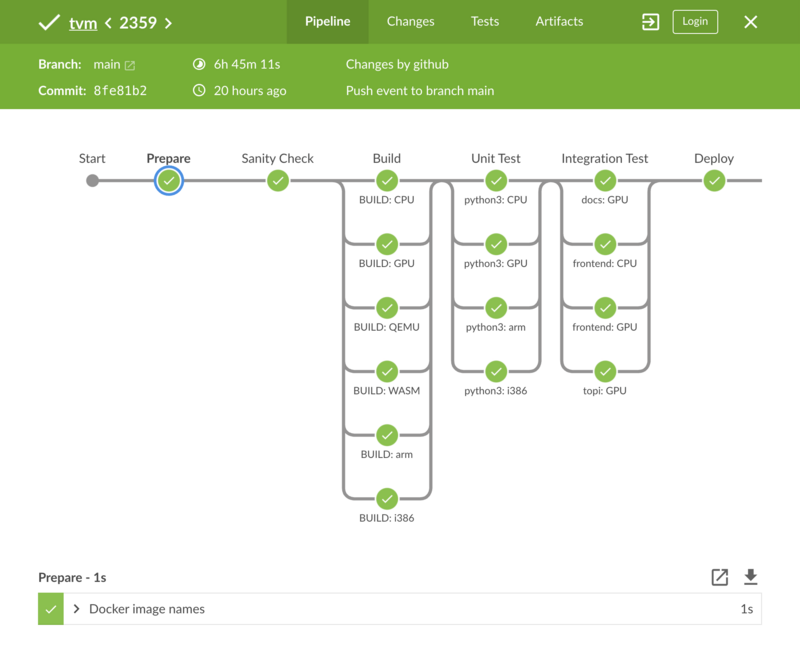 tvm < 2359 >
Pipeline Changes Tests Artifacts Login
Branch: main 6h 45m 11s Changes by github
Commit: 8fe81b2 20 hours ago Push event to branch main
Start Prepare Sanity Check Build Unit Test Integration Test Deploy
BUILD: CPU python3: CPU docs: GPU
BUILD: GPU python3: GPU frontend: CPU
BUILD: QEMU python3: arm frontend: GPU
BUILD: WASM python3: i386 topi: GPU
BUILD: arm
BUILD: i386
Prepare - 1s
Docker image names 1s